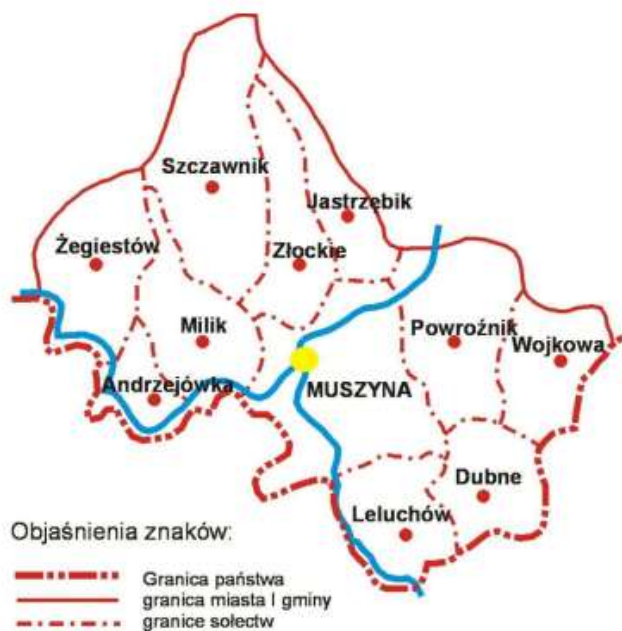 Szczawnik
Jastrzębik
Żegiestów
Złockie
Milik
Powroźnik
Wojkowa
Andrzejówka
MUSZYNA
Dubne
Leluchów
Objaśnienia znaków:
Granica państwa
granica miasta I gminy
granice sołectw